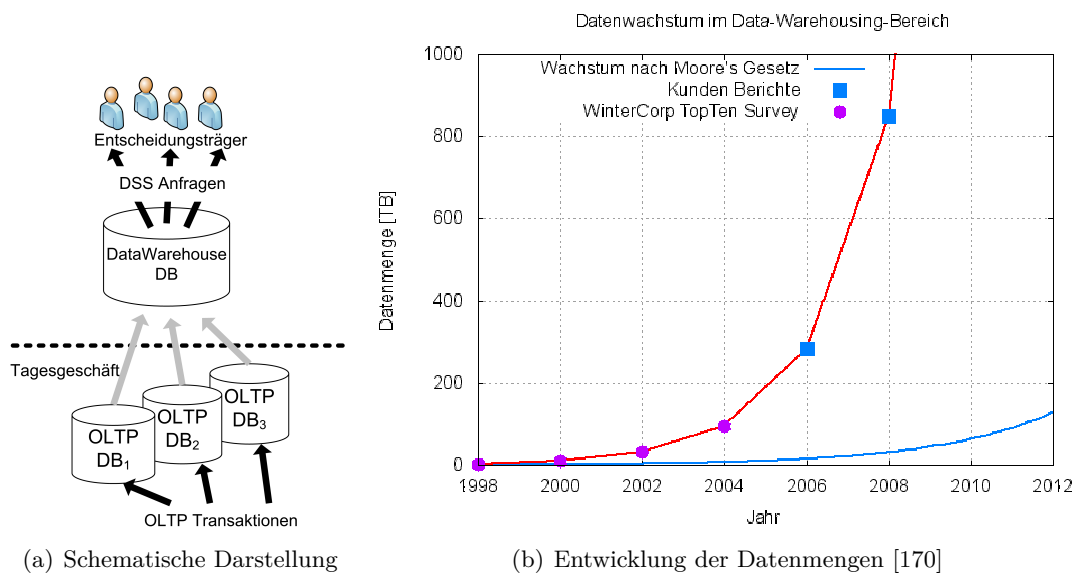 Entscheidungsträger
DSS Anfragen
DataWarehouse
DB
Tagesgeschäft
OLTP
DB1
OLTP
DB2
OLTP
DB3
OLTP Transaktionen
(a) Schematische Darstellung
Datenwachstum im Data-Warehousing-Bereich
Wachstum nach Moore's Gesetz
Kunden Berichte
WinterCorp TopTen Survey
Datenmenge [TB]
1000
800
600
400
200
0
1998 2000 2002 2004 2006 2008 2010 2012
Jahr
(b) Entwicklung der Datenmengen [170]